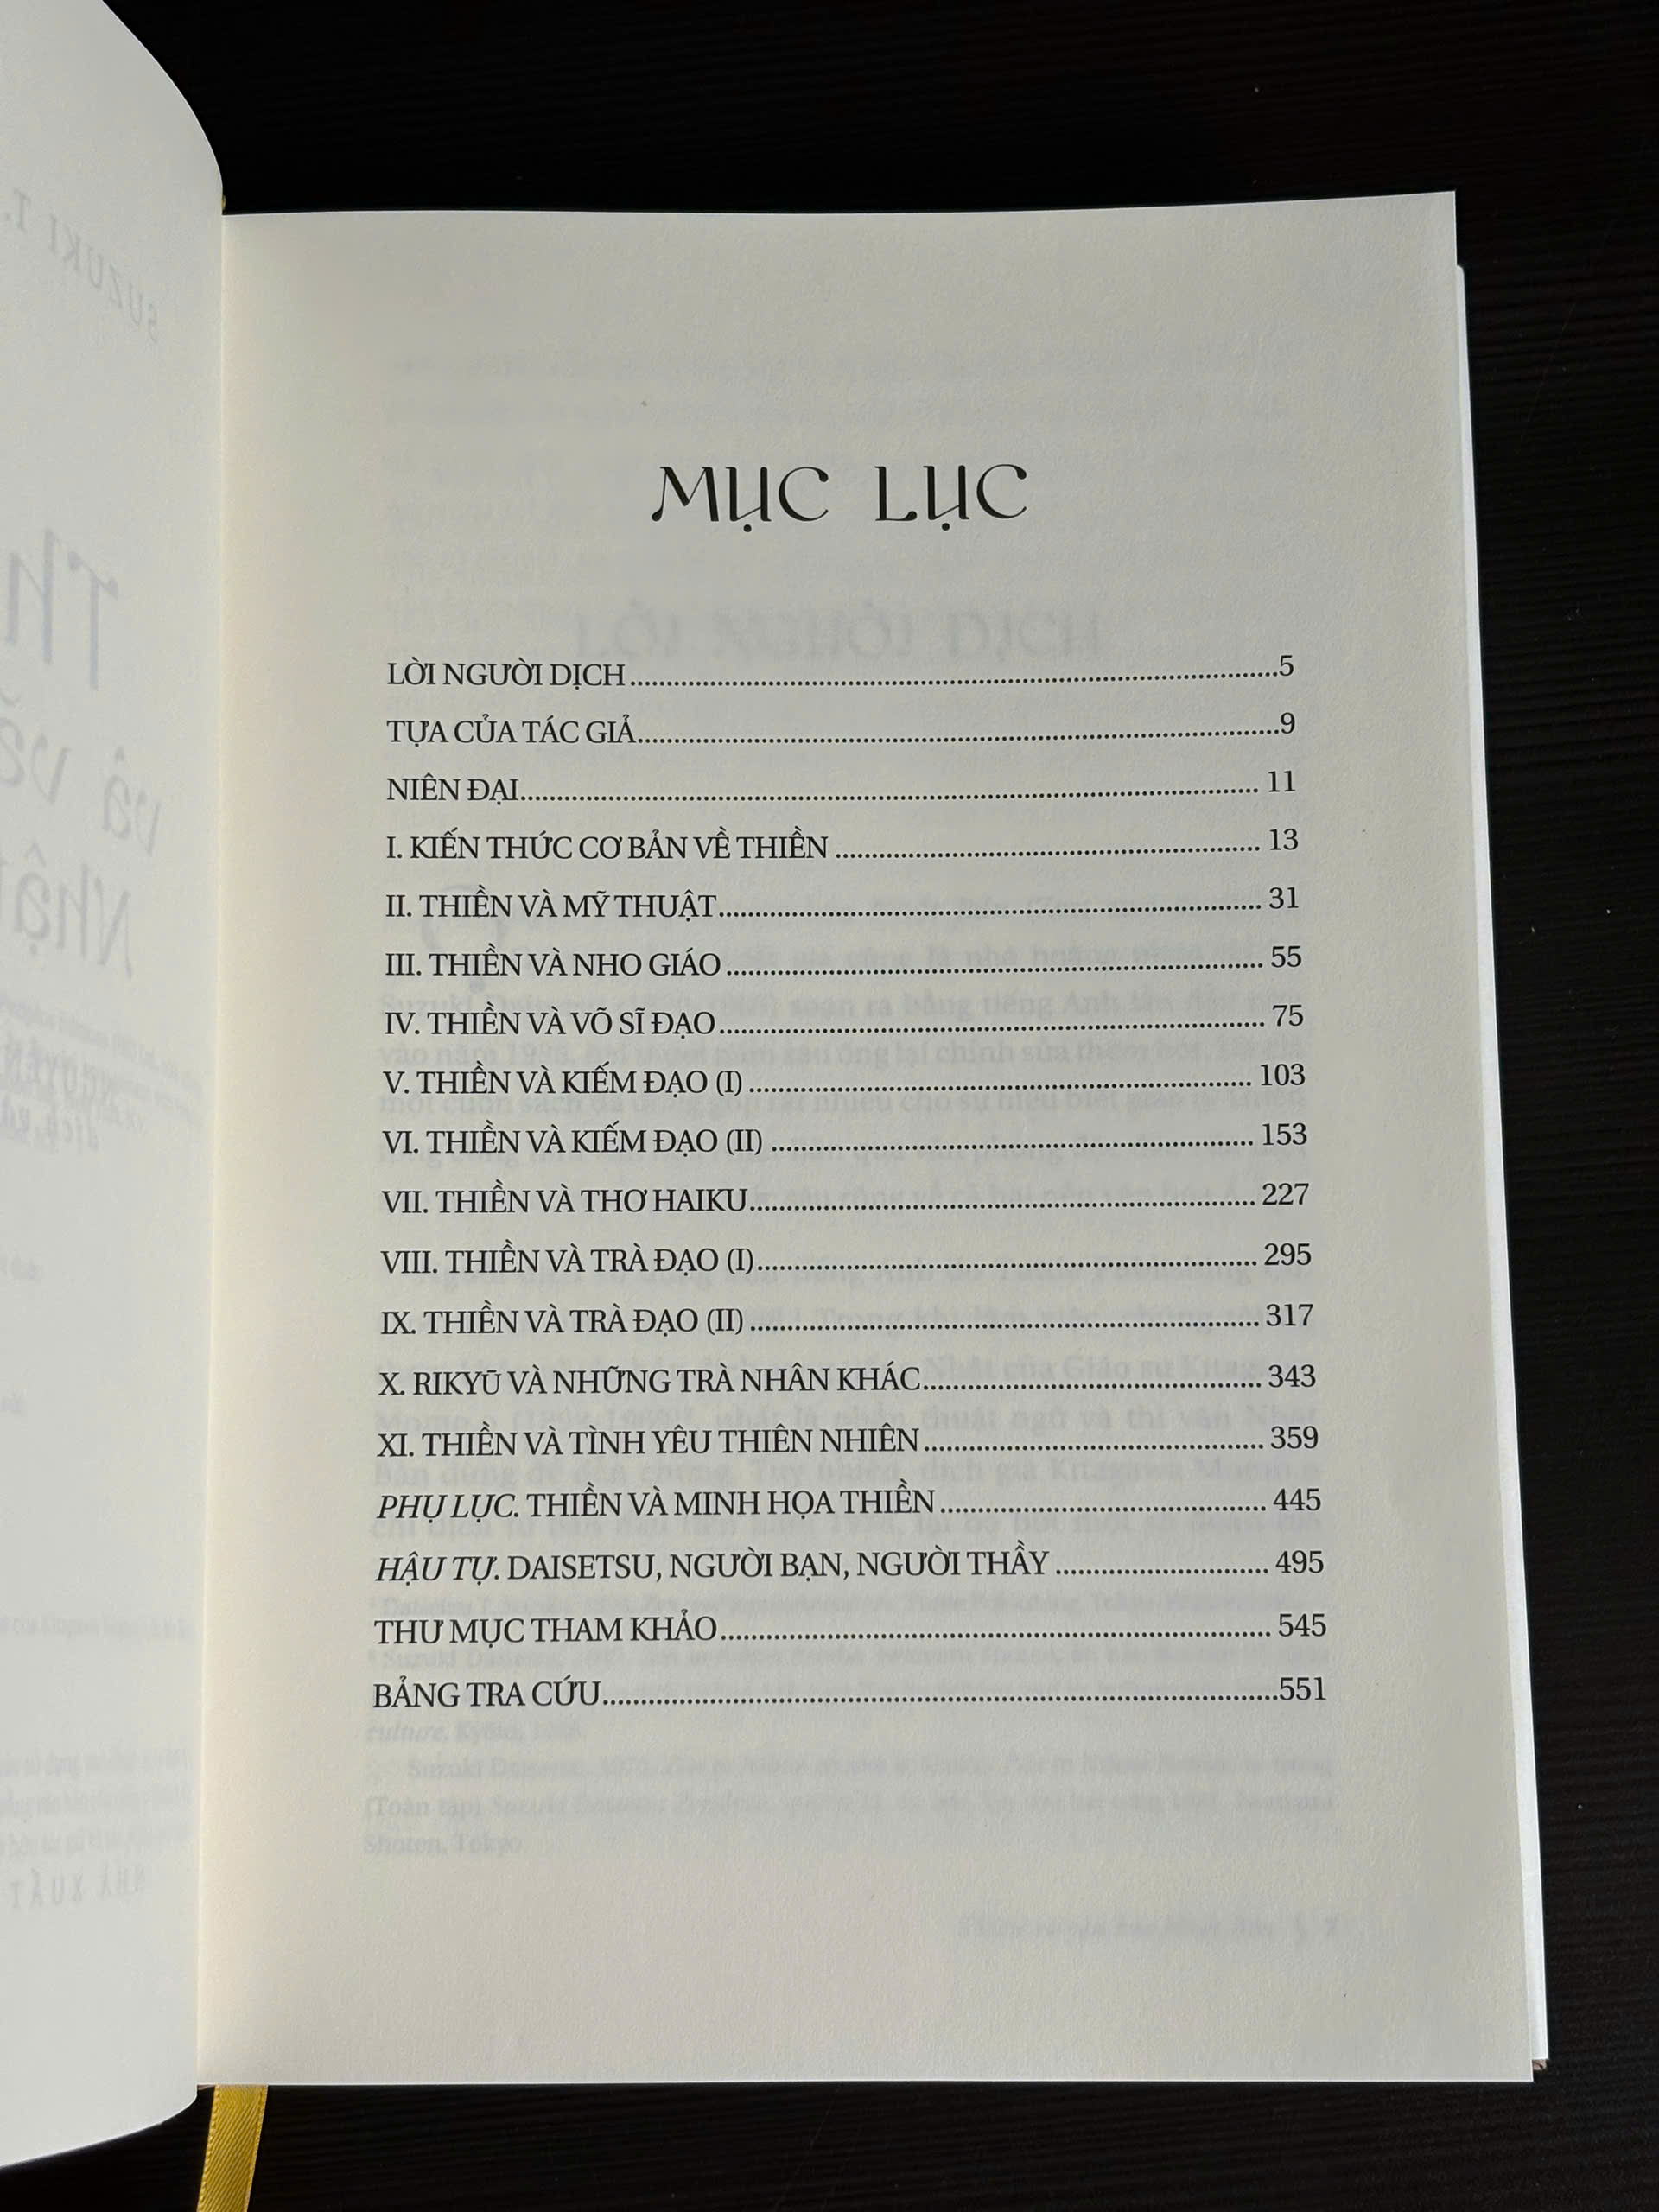 MỤC LỤC
LỜI NGƯỜI DỊCH.....5
TỰA CỦA TÁC GIẢ.....9
NIÊN ĐẠI..... 11
I. KIẾN THỨC CƠ BẢN VỀ THIỀN ..... 13
II. THIỀN VÀ MỸ THUẬT..... 31
III. THIỀN VÀ NHO GIÁO ..... 55
IV. THIỀN VÀ VÕ SĨ ĐẠO..... 75
V. THIỀN VÀ KIẾM ĐẠO (I) ..... 103
VI. THIỀN VÀ KIẾM ĐẠO (II) ..... 153
VII. THIỀN VÀ THƠ HAIKU..... 227
VIII. THIỀN VÀ TRÀ ĐẠO (I)..... 295
IX. THIỀN VÀ TRÀ ĐẠO (II) ..... 317
X. RIKYŪ VÀ NHỮNG TRÀ NHÂN KHÁC..... 343
XI. THIỀN VÀ TÌNH YÊU THIÊN NHIÊN ..... 359
PHỤ LỤC. THIỀN VÀ MINH HỌA THIỀN ..... 445
HẬU TỰ. DAISETSU, NGƯỜI BẠN, NGƯỜI THẦY ..... 495
THƯ MỤC THAM KHẢO..... 545
BẢNG TRA CỨU.....551